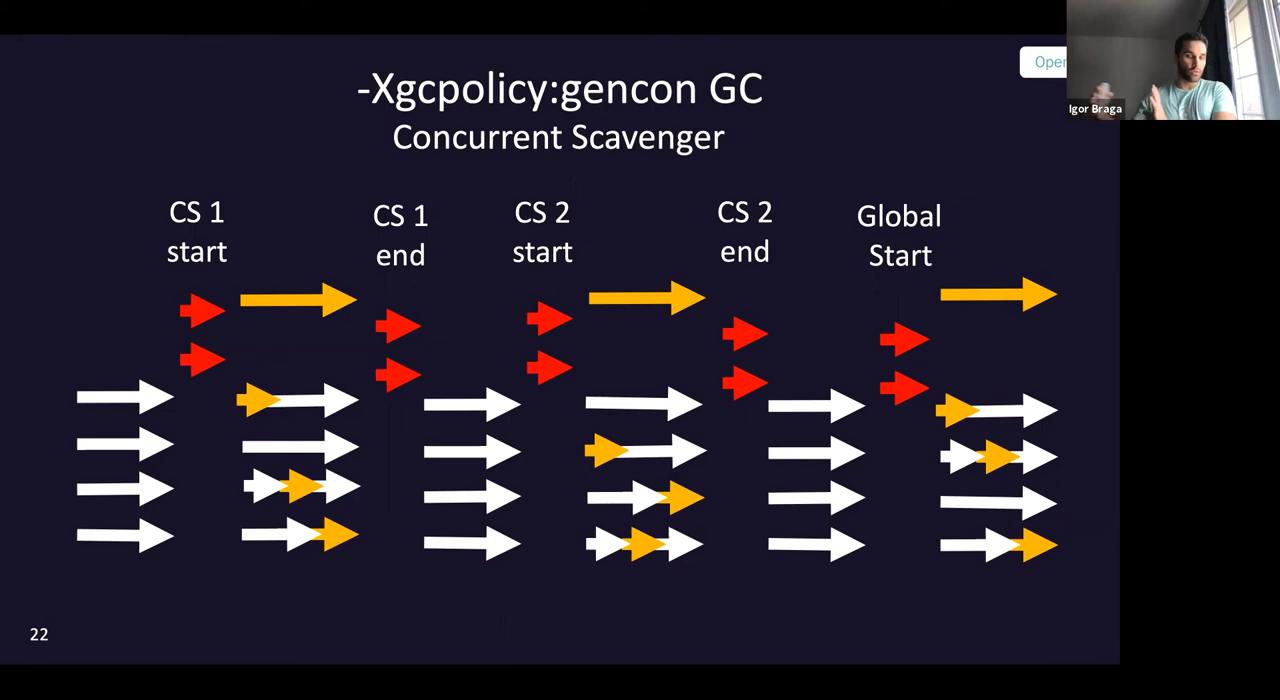 -Xgcpolicy:gencon GC
Concurrent Scavenger
Igor Braga
CS 1
start
CS 1
end
CS 2
start
CS 2
end
Global
Start
22